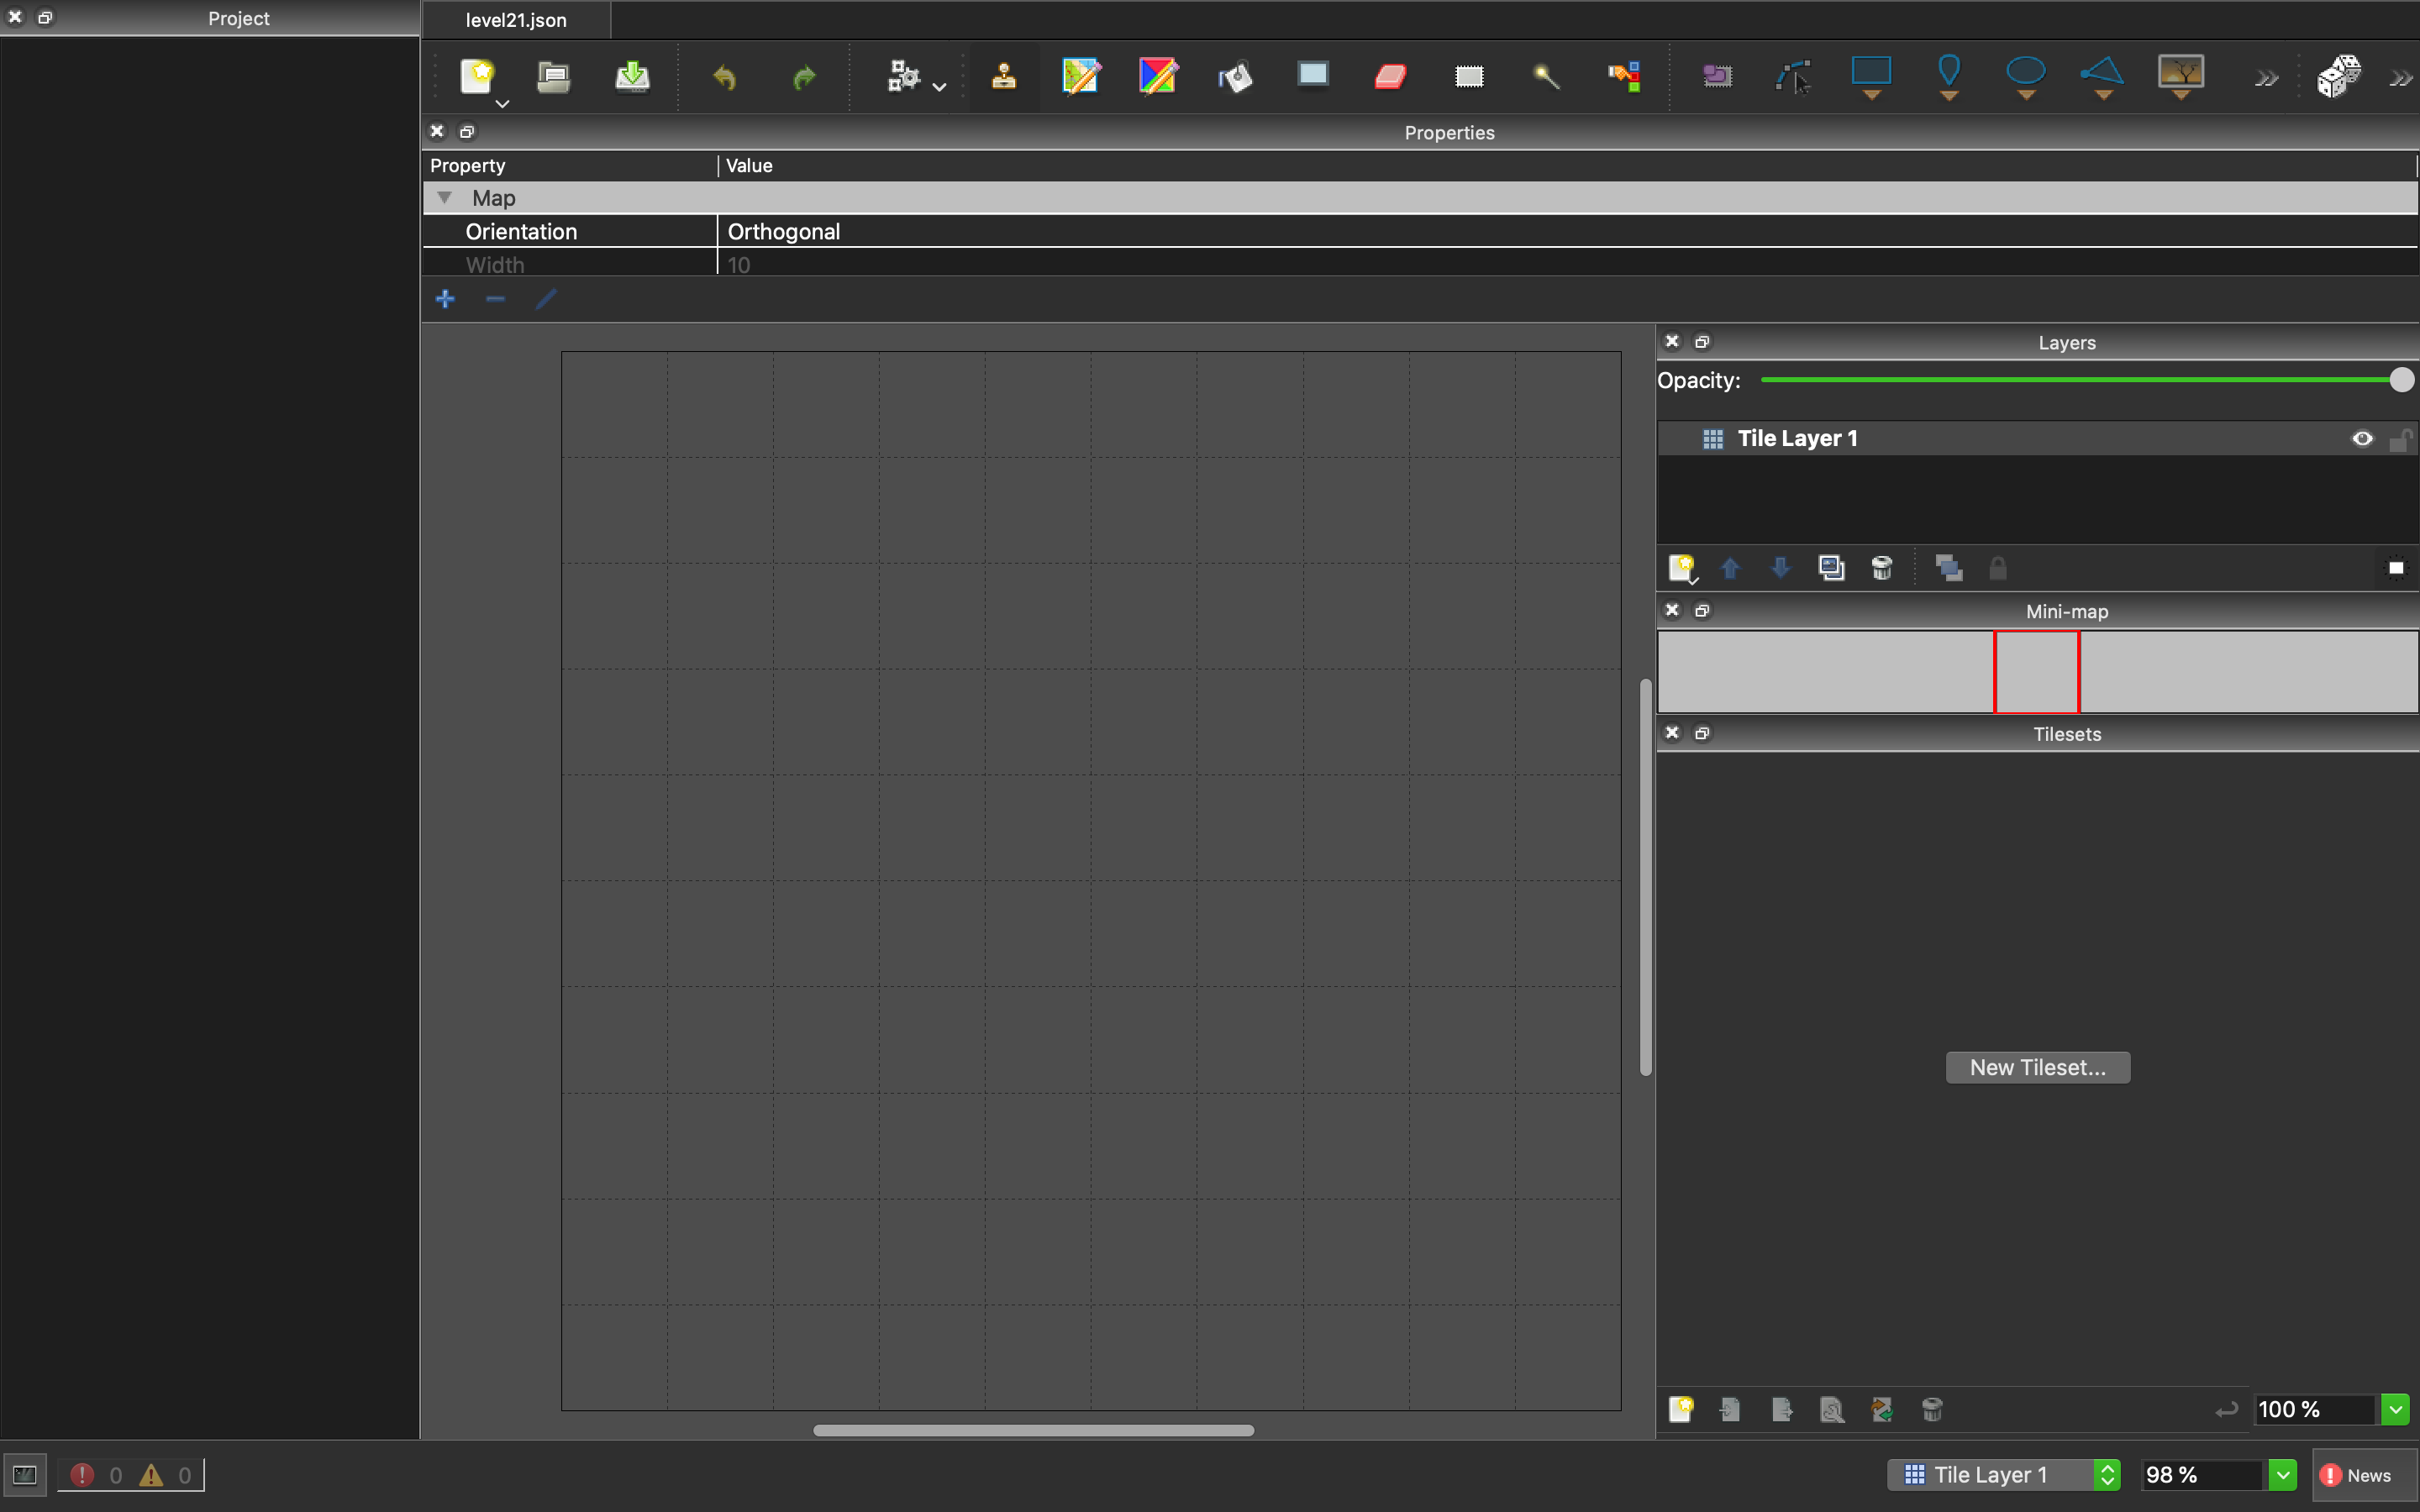 Project
level21.json
Properties
Property Value
Map
Orientation Orthogonal
Width 10
Layers
Opacity:
Tile Layer 1
Mini-map
Tilesets
New Tileset...
100 %
0 0
Tile Layer 1
98 %
News